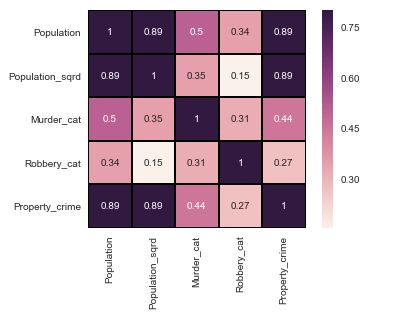 Population 1 0.89 0.5 0.34 0.89
Population_sqrd 0.89 1 0.35 0.15 0.89
Murder_cat 0.5 0.35 1 0.31 0.44
Robbery_cat 0.34 0.15 0.31 1 0.27
Property_crime 0.89 0.89 0.44 0.27 1
Population
Population_sqrd
Murder_cat
Robbery_cat
Property_crime
0.75
0.60
0.45
0.30